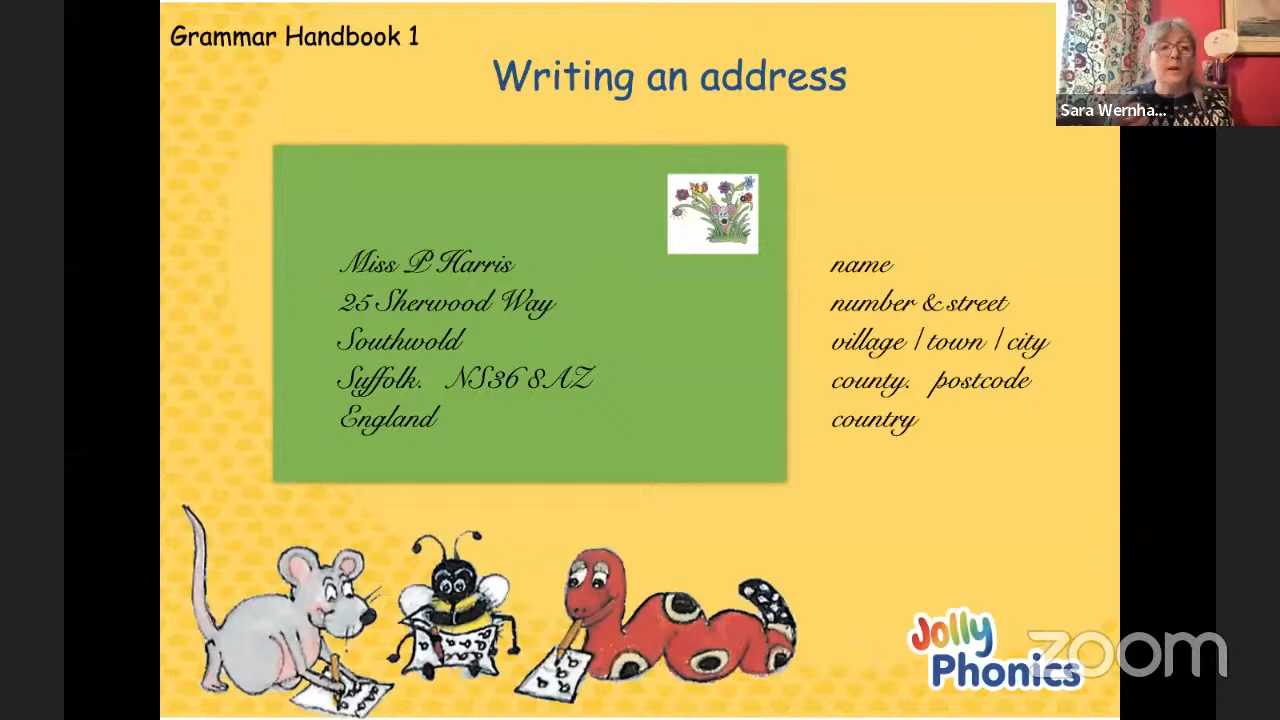 Grammar Handbook 1
Writing an address
Sara Wernha...
Miss P Harris
25 Sherwood Way
Southwold
Suffolk. NS36 8AZ
England
name
number & street
village / town / city
county. postcode
country
Jolly
Phonics
zoom